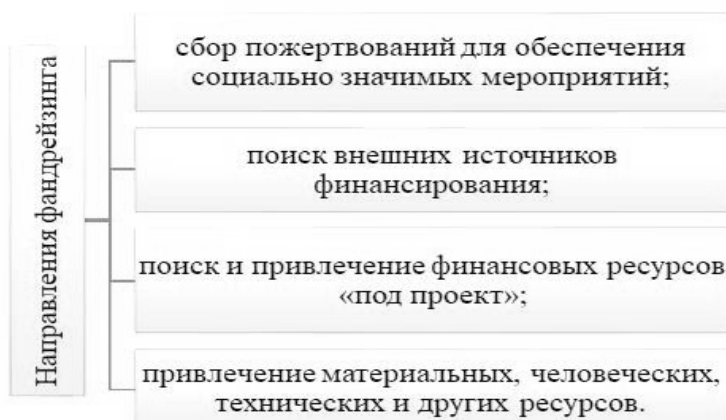 Направления фандрейзинга
сбор пожертвований для обеспечения
социально значимых мероприятий;
поиск внешних источников
финансирования;
поиск и привлечение финансовых ресурсов
«под проект»;
привлечение материальных, человеческих,
технических и других ресурсов.